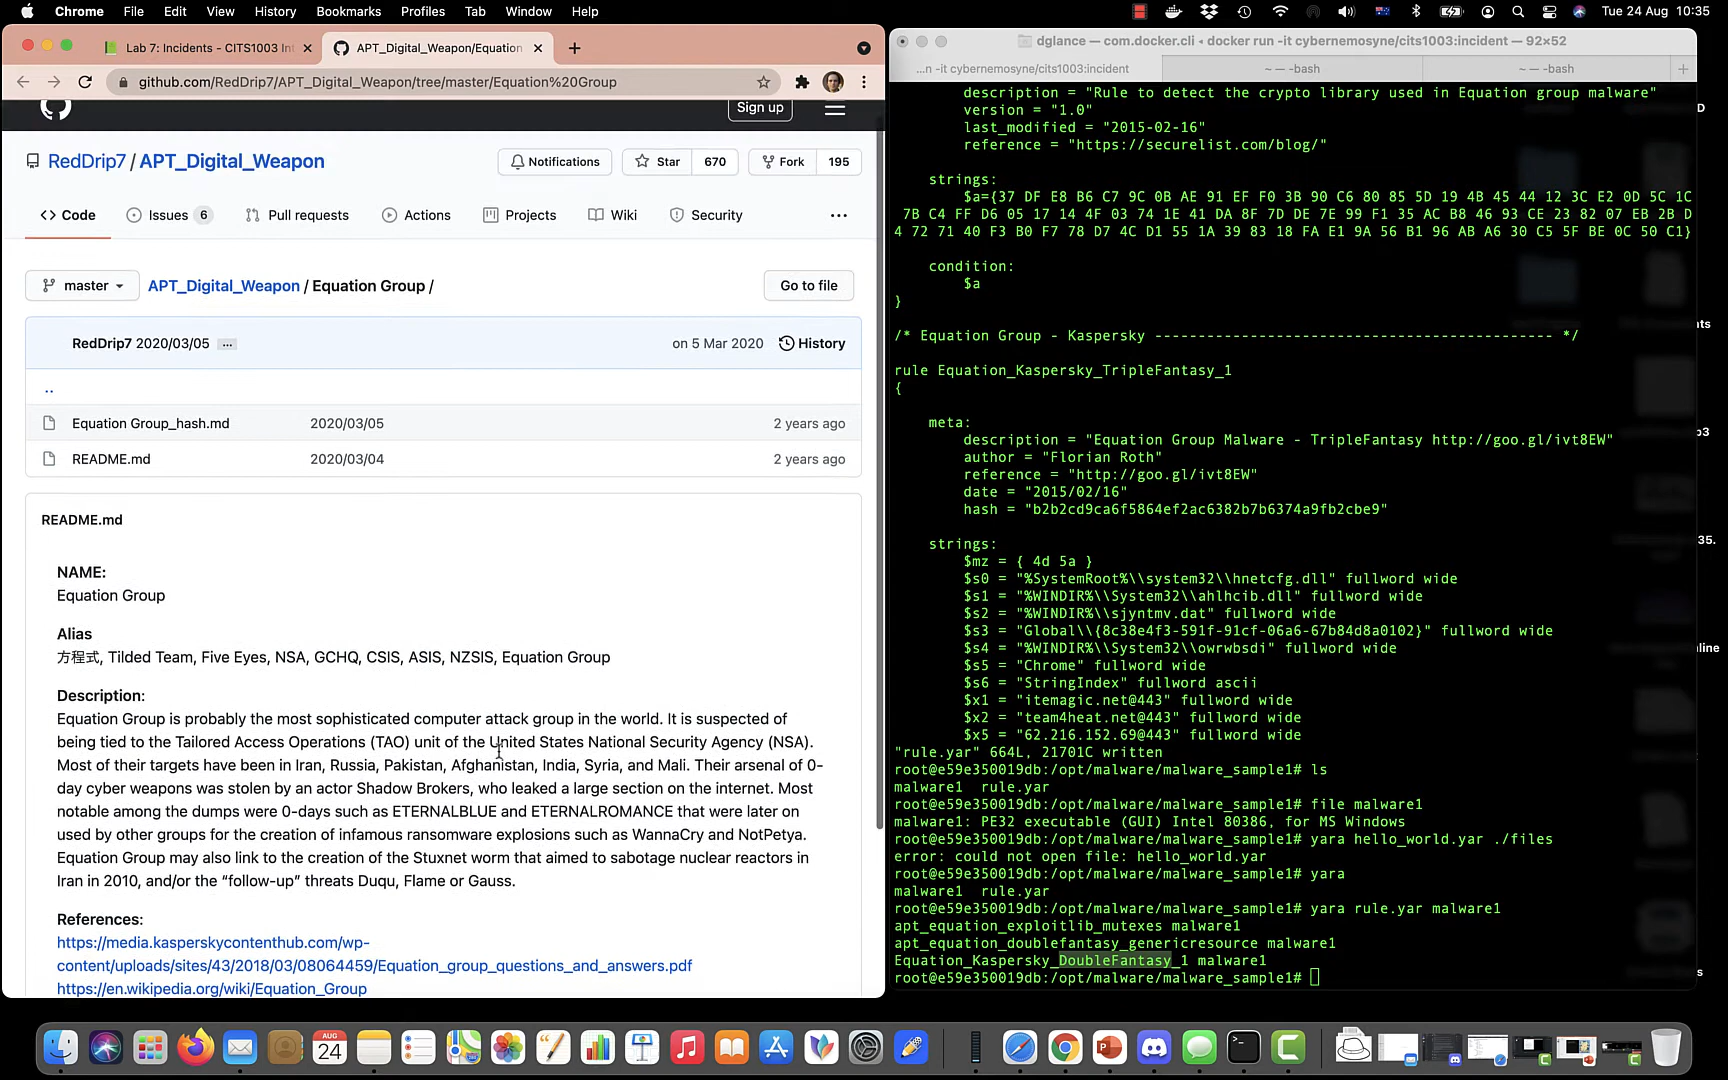 Chrome File Edit View History Bookmarks Profiles Tab Window Help Tue 24 Aug 10:35
Lab 7: Incidents - CITS1003 In
APT_Digital_Weapon/Equation
github.com/RedDrip7/APT_Digital_Weapon/tree/master/Equation%20Group
Sign up
RedDrip7 / APT_Digital_Weapon
Notifications Star 670 Fork 195
Code Issues 6 Pull requests Actions Projects Wiki Security ...
master APT_Digital_Weapon / Equation Group / Go to file
RedDrip7 2020/03/05 ... on 5 Mar 2020 History
..
Equation Group_hash.md 2020/03/05 2 years ago
README.md 2020/03/04 2 years ago
README.md
NAME:
Equation Group
Alias
方程式, Tilded Team, Five Eyes, NSA, GCHQ, CSIS, ASIS, NZSIS, Equation Group
Description:
Equation Group is probably the most sophisticated computer attack group in the world. It is suspected of
being tied to the Tailored Access Operations (TAO) unit of the United States National Security Agency (NSA).
Most of their targets have been in Iran, Russia, Pakistan, Afghanistan, India, Syria, and Mali. Their arsenal of 0-
day cyber weapons was stolen by an actor Shadow Brokers, who leaked a large section on the internet. Most
notable among the dumps were 0-days such as ETERNALBLUE and ETERNALROMANCE that were later on
used by other groups for the creation of infamous ransomware explosions such as WannaCry and NotPetya.
Equation Group may also link to the creation of the Stuxnet worm that aimed to sabotage nuclear reactors in
Iran in 2010, and/or the “follow-up” threats Duqu, Flame or Gauss.
References:
https://media.kasperskycontenthub.com/wp-
content/uploads/sites/43/2018/03/08064459/Equation_group_questions_and_answers.pdf
https://en.wikipedia.org/wiki/Equation_Group
dglance — com.docker.cli ◂ docker run -it cybernemosyne/cits1003:incident — 92×52
...n -it cybernemosyne/cits1003:incident ~ — -bash ~ — -bash +
description = "Rule to detect the crypto library used in Equation group malware"
version = "1.0"
last_modified = "2015-02-16"
reference = "https://securelist.com/blog/"
strings:
$a={37 DF E8 B6 C7 9C 0B AE 91 EF F0 3B 90 C6 80 85 5D 19 4B 45 44 12 3C E2 0D 5C 1C
7B C4 FF D6 05 17 14 4F 03 74 1E 41 DA 8F 7D DE 7E 99 F1 35 AC B8 46 93 CE 23 82 07 EB 2B D
4 72 71 40 F3 B0 F7 78 D7 4C D1 55 1A 39 83 18 FA E1 9A 56 B1 96 AB A6 30 C5 5F BE 0C 50 C1}
condition:
$a
}
/* Equation Group - Kaspersky ---------------------------------------------- */
rule Equation_Kaspersky_TripleFantasy_1
{
meta:
description = "Equation Group Malware - TripleFantasy http://goo.gl/ivt8EW"
author = "Florian Roth"
reference = "http://goo.gl/ivt8EW"
date = "2015/02/16"
hash = "b2b2cd9ca6f5864ef2ac6382b7b6374a9fb2cbe9"
strings:
$mz = { 4d 5a }
$s0 = "%SystemRoot%\\system32\\hnetcfg.dll" fullword wide
$s1 = "%WINDIR%\\System32\\ahlhcib.dll" fullword wide
$s2 = "%WINDIR%\\sjyntmv.dat" fullword wide
$s3 = "Global\\{8c38e4f3-591f-91cf-06a6-67b84d8a0102}" fullword wide
$s4 = "%WINDIR%\\System32\\owrwbsdi" fullword wide
$s5 = "Chrome" fullword wide
$s6 = "StringIndex" fullword ascii
$x1 = "itemagic.net@443" fullword wide
$x2 = "team4heat.net@443" fullword wide
$x5 = "62.216.152.69@443" fullword wide
"rule.yar" 664L, 21701C written
root@e59e350019db:/opt/malware/malware_sample1# ls
malware1 rule.yar
root@e59e350019db:/opt/malware/malware_sample1# file malware1
malware1: PE32 executable (GUI) Intel 80386, for MS Windows
root@e59e350019db:/opt/malware/malware_sample1# yara hello_world.yar ./files
error: could not open file: hello_world.yar
root@e59e350019db:/opt/malware/malware_sample1# yara
malware1 rule.yar
root@e59e350019db:/opt/malware/malware_sample1# yara rule.yar malware1
apt_equation_exploitlib_mutexes malware1
apt_equation_doublefantasy_genericresource malware1
Equation_Kaspersky_DoubleFantasy_1 malware1
root@e59e350019db:/opt/malware/malware_sample1#
AUG
24